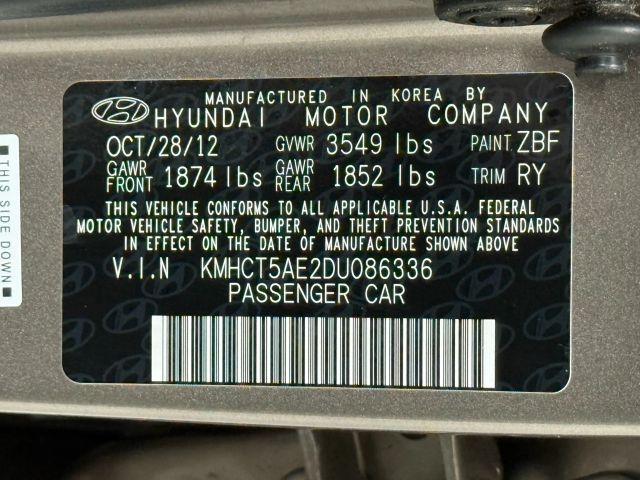 MANUFACTURED IN KOREA BY
HYUNDAI MOTOR COMPANY
OCT/28/12 GVWR 3549 lbs PAINT ZBF
GAWR FRONT 1874 lbs GAWR REAR 1852 lbs TRIM RY
THIS VEHICLE CONFORMS TO ALL APPLICABLE U.S.A. FEDERAL
MOTOR VEHICLE SAFETY, BUMPER, AND THEFT PREVENTION STANDARDS
IN EFFECT ON THE DATE OF MANUFACTURE SHOWN ABOVE
V.I.N KMHCT5AE2DU086336
PASSENGER CAR
THIS SIDE DOWN